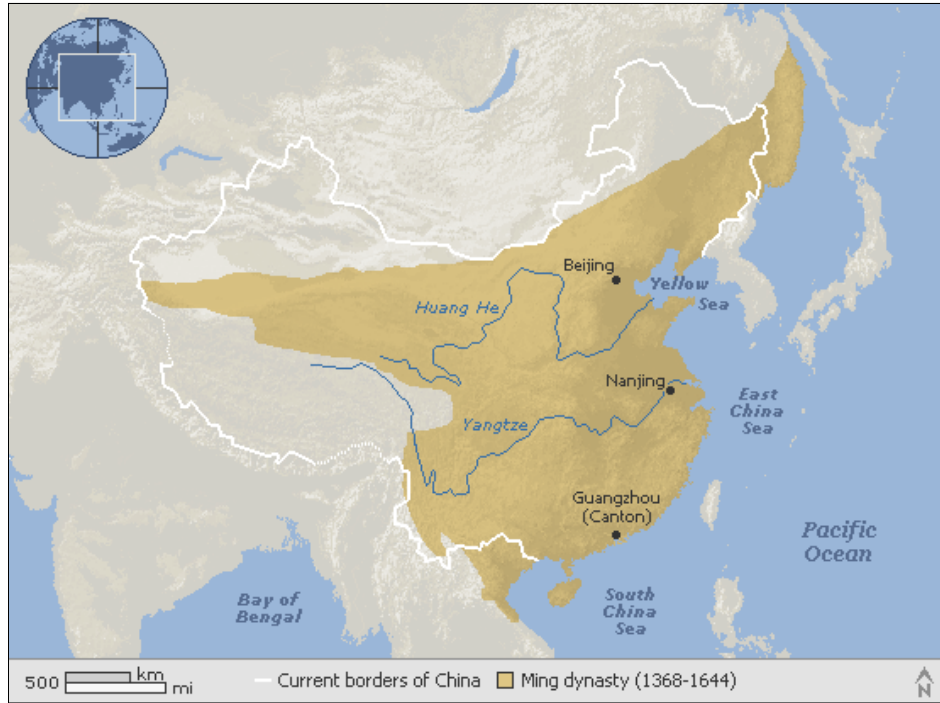 Beijing
Yellow
Sea
Huang He
Nanjing
East
China
Sea
Yangtze
Guangzhou
(Canton)
Pacific
Ocean
Bay of
Bengal
South
China
Sea
500 km
mi
Current borders of China
Ming dynasty (1368-1644)
N